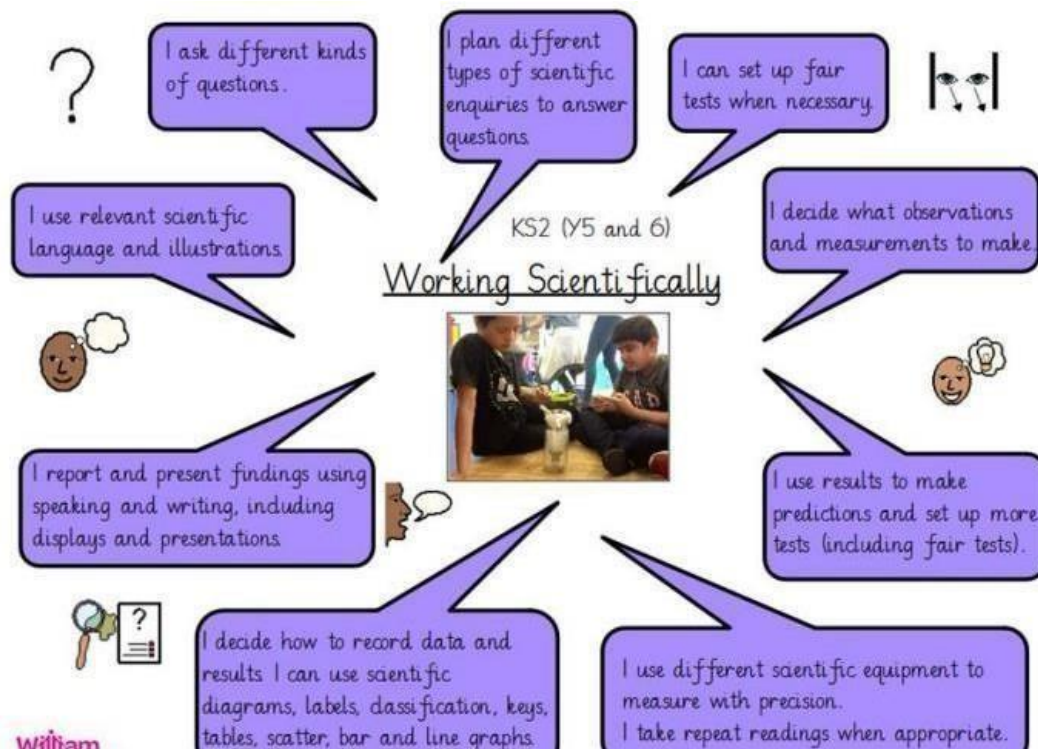 ?
I ask different kinds
of questions.
I plan different
types of scientific
enquiries to answer
questions.
I can set up fair
tests when necessary.
I use relevant scientific
language and illustrations.
KS2 (Y5 and 6)
Working Scientifically
I decide what observations
and measurements to make.
I report and present findings using
speaking and writing, including
displays and presentations.
I use results to make
predictions and set up more
tests (including fair tests).
?
I decide how to record data and
results. I can use scientific
diagrams, labels, classification, keys,
tables, scatter, bar and line graphs.
I use different scientific equipment to
measure with precision.
I take repeat readings when appropriate.
William